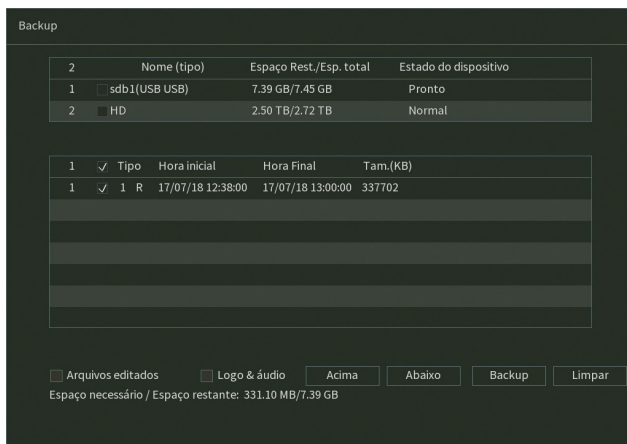 Backup
2 Nome (tipo) Espaço Rest./Esp. total Estado do dispositivo
1 sdb1(USB USB) 7.39 GB/7.45 GB Pronto
2 HD 2.50 TB/2.72 TB Normal
1 Tipo Hora inicial Hora Final Tam.(KB)
1 1 R 17/07/18 12:38:00 17/07/18 13:00:00 337702
Arquivos editados Logo & áudio Acima Abaixo Backup Limpar
Espaço necessário / Espaço restante: 331.10 MB/7.39 GB